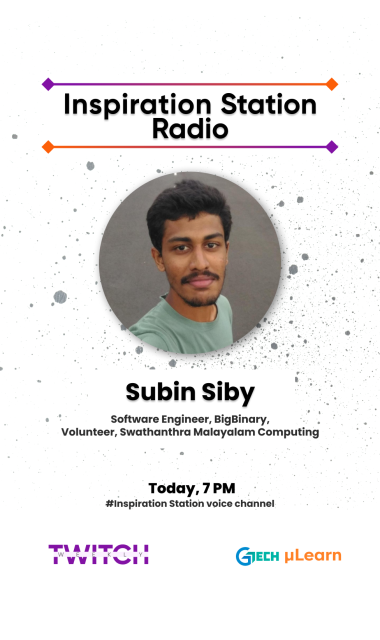 Inspiration Station
Radio
Subin Siby
Software Engineer, BigBinary,
Volunteer, Swathanthra Malayalam Computing
Today, 7 PM
#Inspiration Station voice channel
TWITCH
WEEKLY
GTECH µLearn